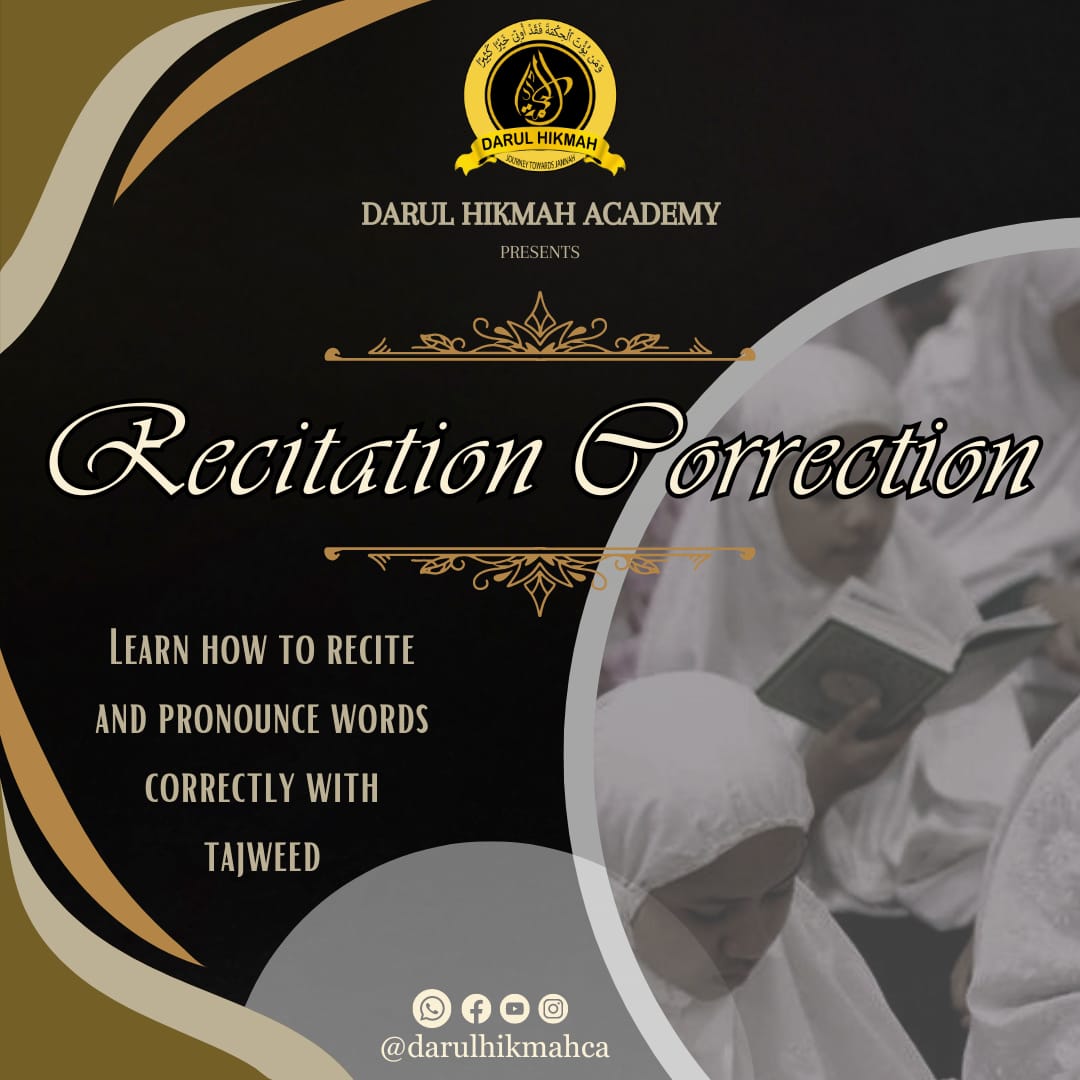 وَمَن يُؤْتَ الْحِكْمَةَ فَقَدْ أُوتِيَ خَيْرًا كَثِيرًا
DARUL HIKMAH
JOURNEY TOWARDS JANNAH
DARUL HIKMAH ACADEMY
PRESENTS
Recitation Correction
LEARN HOW TO RECITE
AND PRONOUNCE WORDS
CORRECTLY WITH
TAJWEED
@darulhikmahca